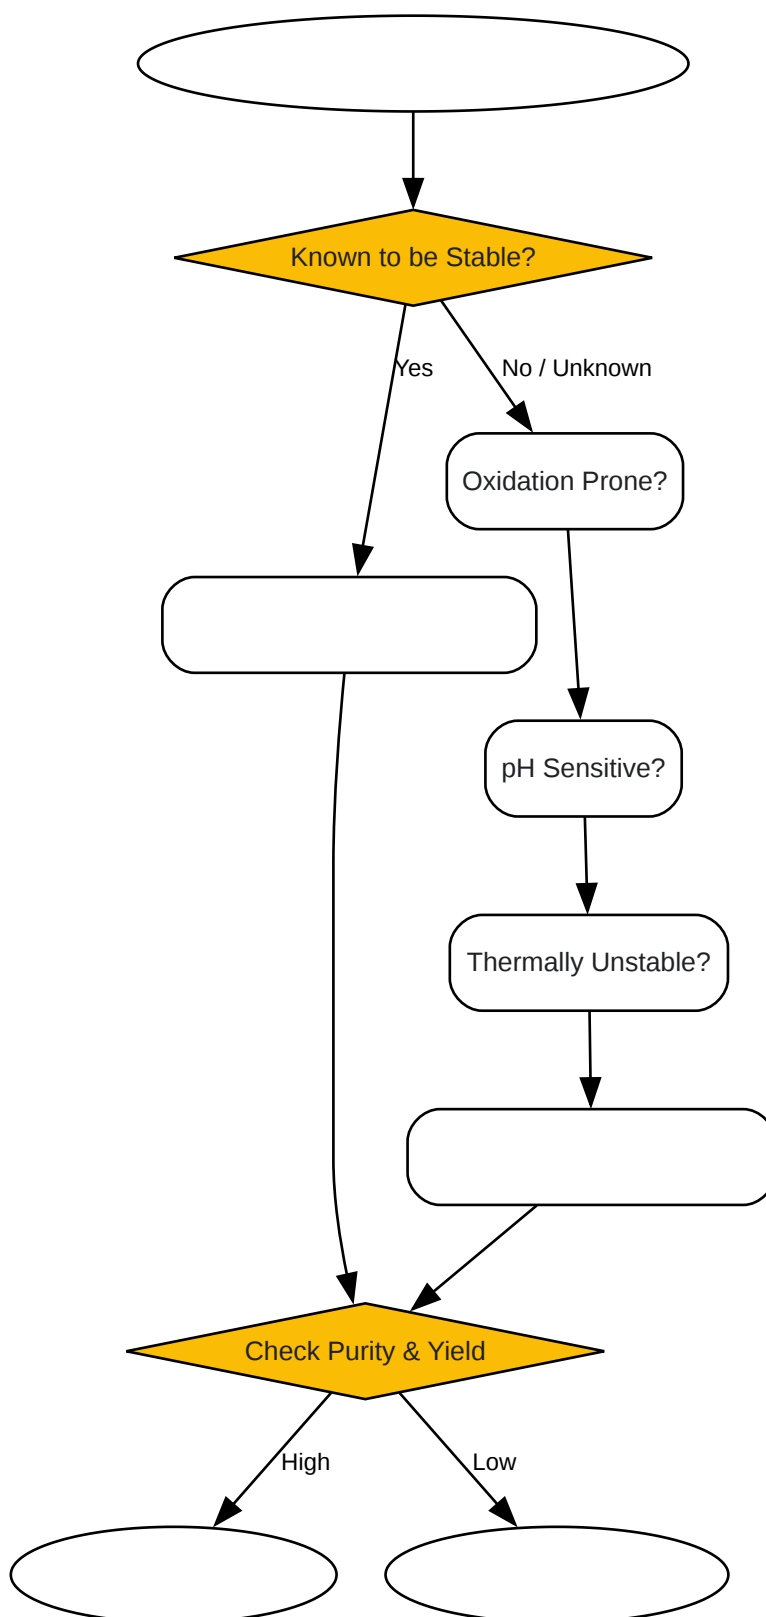 Known to be Stable?
Yes
No / Unknown
Oxidation Prone?
pH Sensitive?
Thermally Unstable?
Check Purity & Yield
High
Low